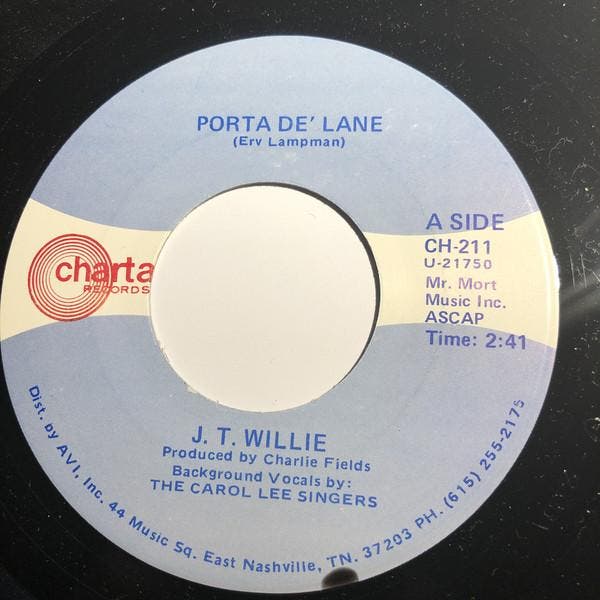 PORTA DE' LANE
(Erv Lampman)
A SIDE
CH-211
U-21750
Mr. Mort
Music Inc.
ASCAP
Time: 2:41
charta
RECORDS
J. T. WILLIE
Produced by Charlie Fields
Background Vocals by:
THE CAROL LEE SINGERS
Dist. by AVI, Inc. 44 Music Sq. East Nashville, TN. 37203 PH. (615) 255-2175